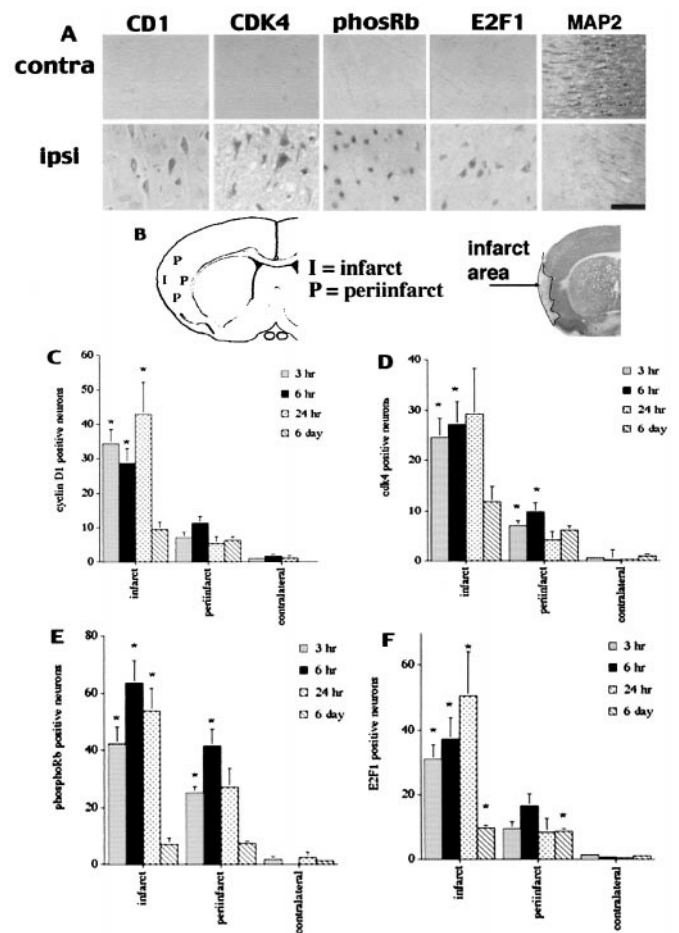 A
CD1 CDK4 phosRb E2F1 MAP2
contra
ipsi
B
P
I P
P
I = infarct
P = periinfarct
infarct
area
C
cyclin D1 positive neurons
60
50
40
30
20
10
0
* * *
3 hr
6 hr
24 hr
6 day
infarct periinfarct contralateral
D
cdk4 positive neurons
40
30
20
10
0
* * * *
3 hr
6 hr
24 hr
6 day
infarct periinfarct contralateral
E
phosphoRb positive neurons
80
60
40
20
0
* * * * *
3 hr
6 hr
24 hr
6 day
infarct periinfarct contralateral
F
E2F1 positive neurons
60
40
20
0
* * * * *
3 hr
6 hr
24 hr
6 day
infarct periinfarct contralateral